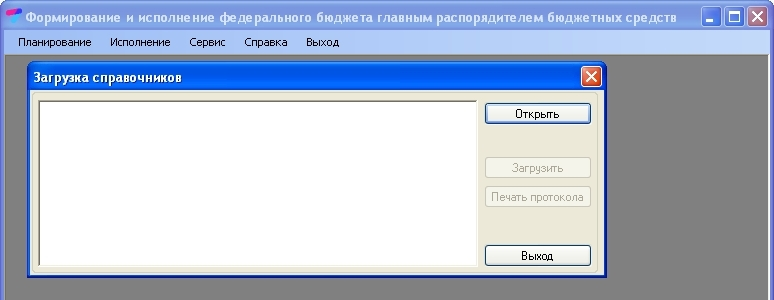 Формирование и исполнение федерального бюджета главным распорядителем бюджетных средств
Планирование Исполнение Сервис Справка Выход
Загрузка справочников
Открыть
Загрузить
Печать протокола
Выход